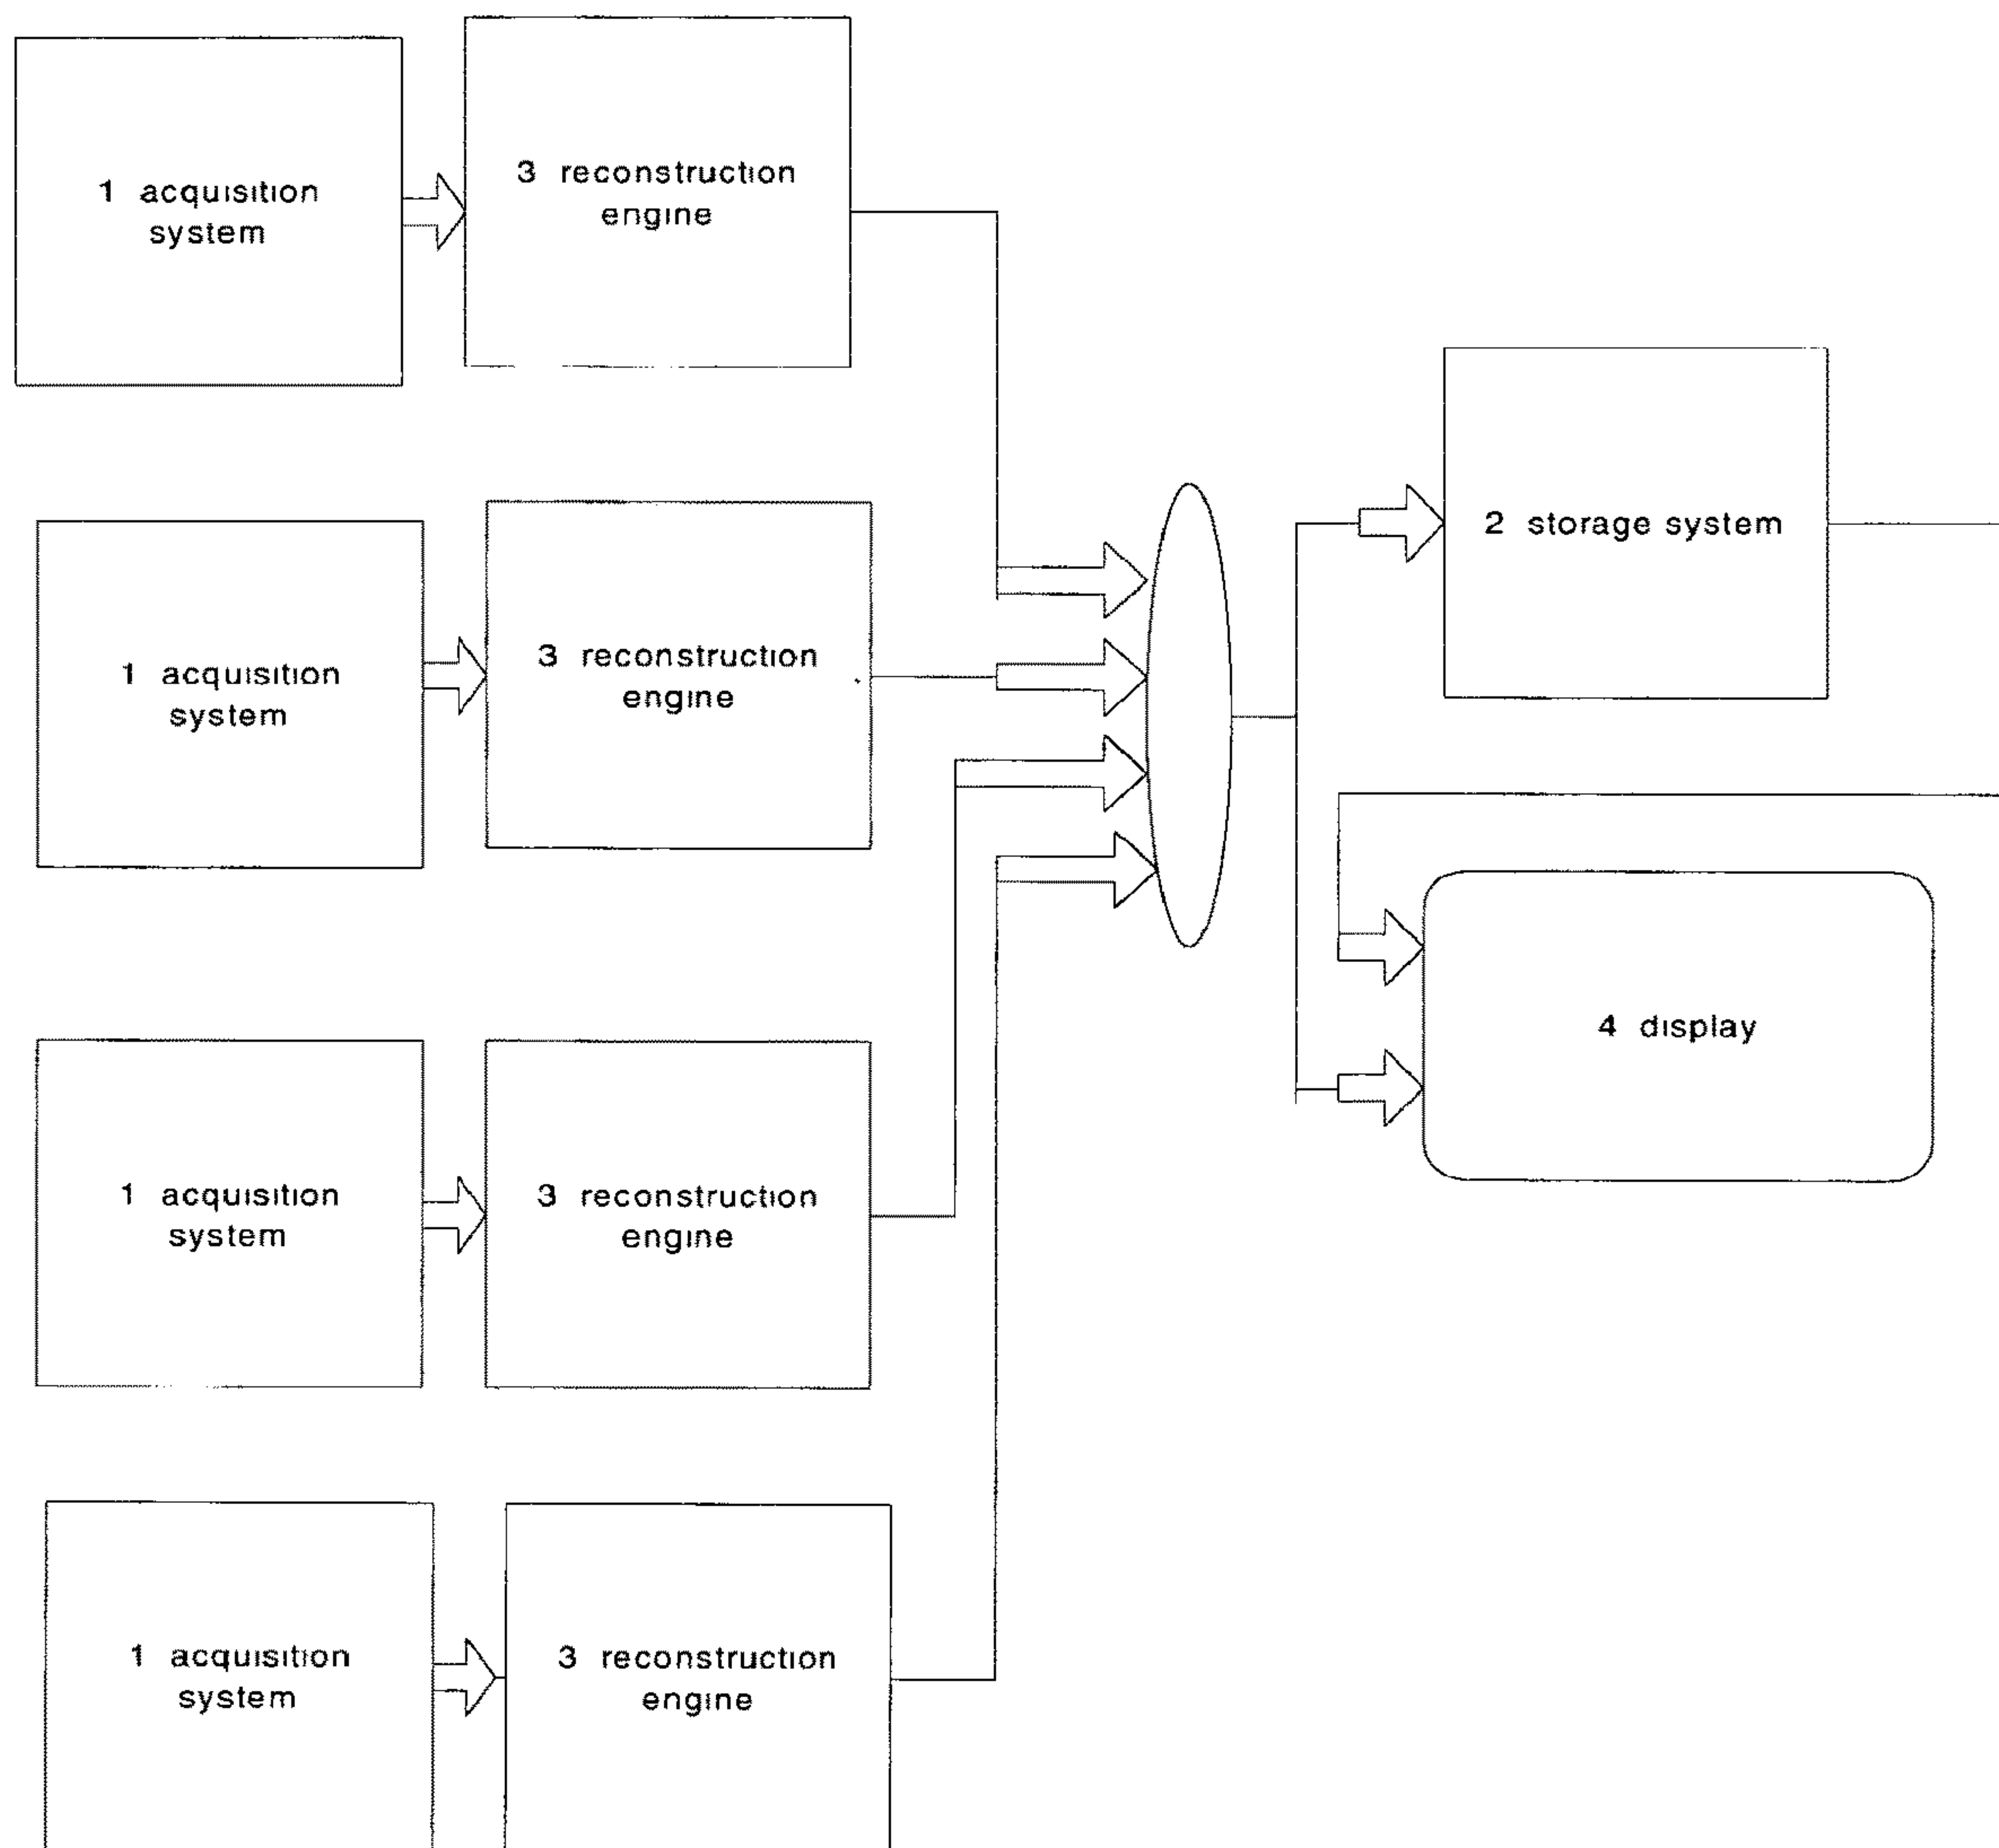 1 acquisition
system
3 reconstruction
engine
1 acquisition
system
3 reconstruction
engine
2 storage system
4 display
1 acquisition
system
3 reconstruction
engine
1 acquisition
system
3 reconstruction
engine